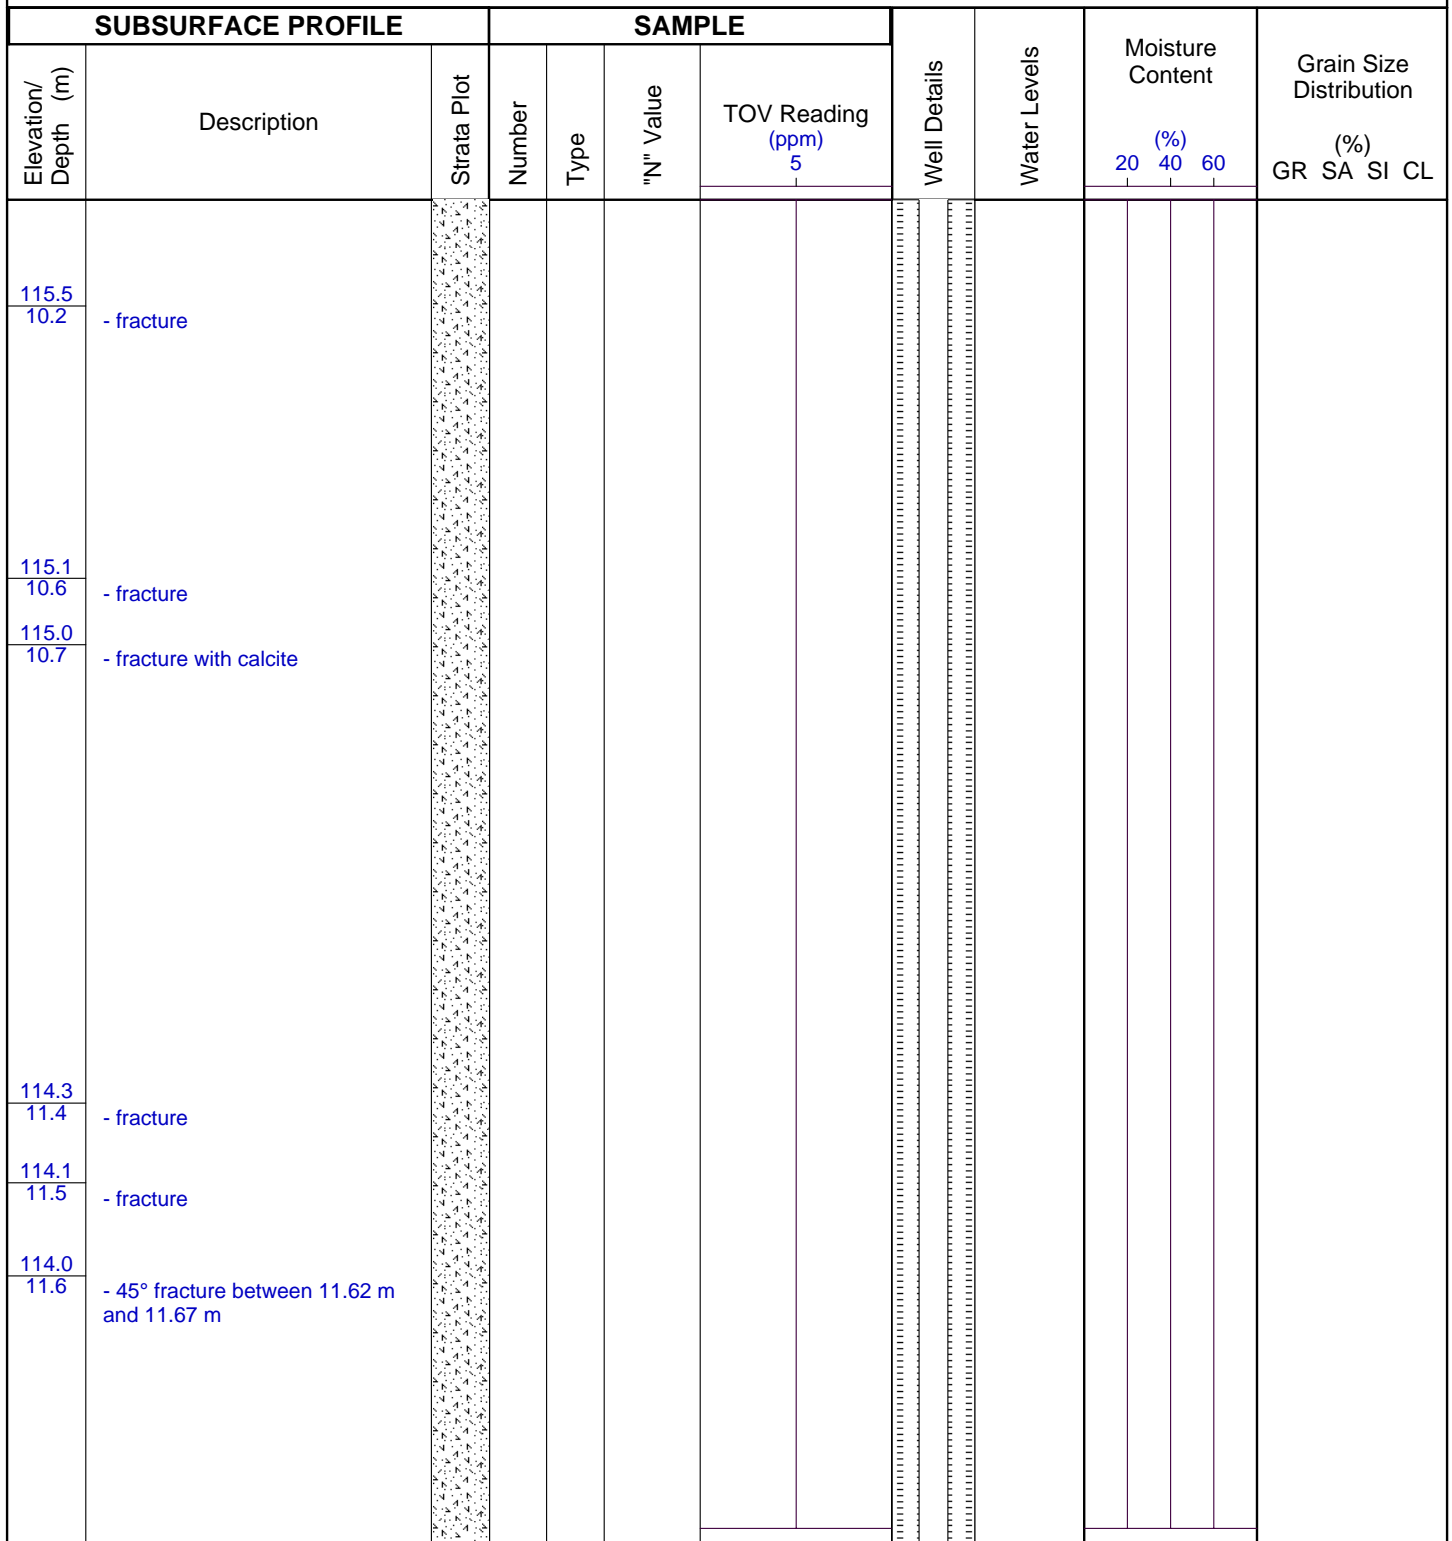 SUBSURFACE PROFILE
SAMPLE
Elevation/
Depth (m)
Description
Strata Plot
Number
Type
"N" Value
TOV Reading
(ppm)
5
Well Details
Water Levels
Moisture
Content
(%)
20 40 60
Grain Size
Distribution
(%)
GR SA SI CL
115.5
10.2
- fracture
115.1
10.6
- fracture
115.0
10.7
- fracture with calcite
114.3
11.4
- fracture
114.1
11.5
- fracture
114.0
11.6
- 45° fracture between 11.62 m
and 11.67 m